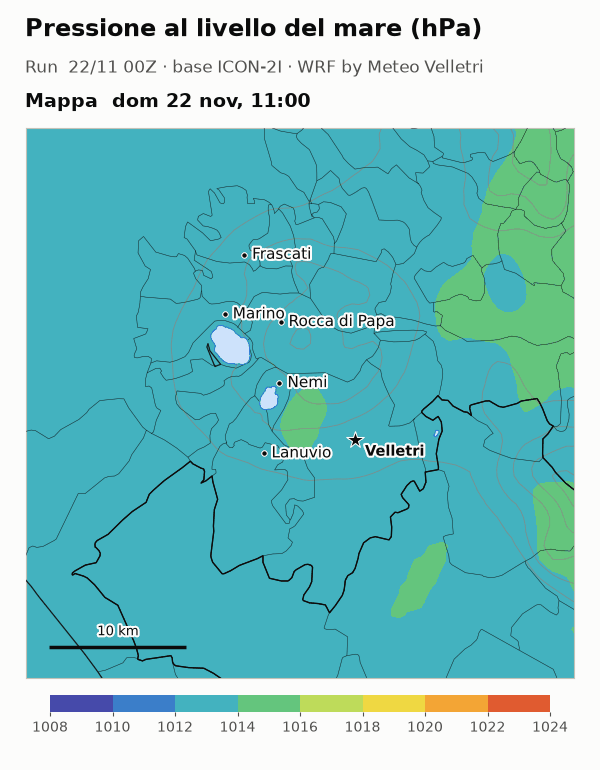 Pressione al livello del mare (hPa)
Run  22/11 00Z · base ICON-2I · WRF by Meteo Velletri
Mappa  dom 22 nov, 11:00
Frascati
Marino
Rocca di Papa
Nemi
Velletri
Lanuvio
10 km
1008 1010 1012 1014 1016 1018 1020 1022 1024